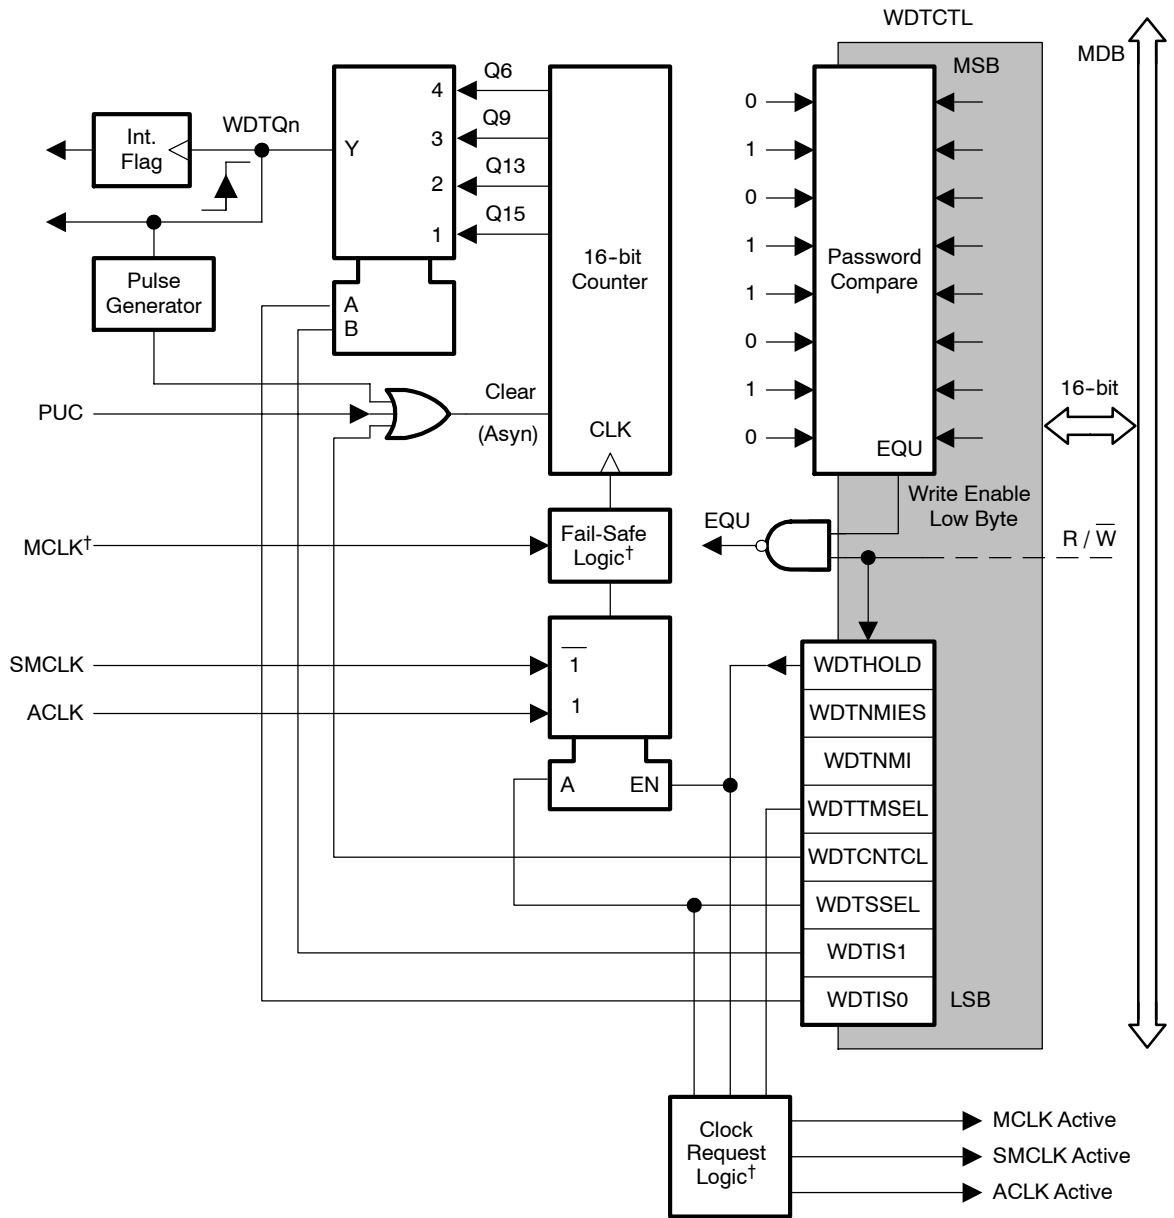 WDTCTL
MDB
MSB
Q6
4
0
Q9
Int.
Flag
WDTQn
Y
3
1
Q13
2
0
Q15
1
1
16-bit
Counter
Password
Compare
Pulse
Generator
1
A
B
0
1
16-bit
PUC
Clear
(Asyn)
CLK
0
EQU
Write Enable
Low Byte
EQU
R / W̅
MCLK†
Fail-Safe
Logic†
SMCLK
1̅
WDTHOLD
ACLK
1
WDTNMIES
WDTNMI
A
EN
WDTTMSEL
WDTCNTCL
WDTSSEL
WDTIS1
WDTIS0
LSB
Clock
Request
Logic†
MCLK Active
SMCLK Active
ACLK Active